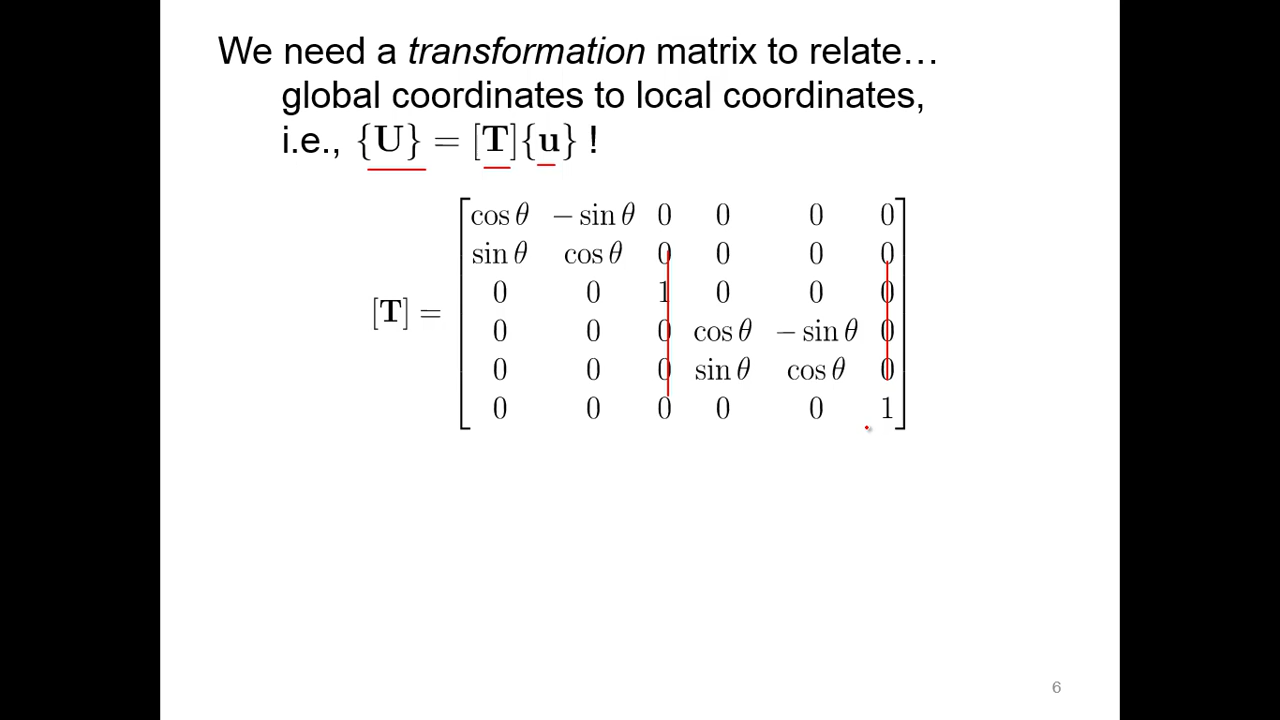 We need a transformation matrix to relate…
global coordinates to local coordinates,
i.e., {U} = [T]{u} !
cos θ − sin θ 0 0 0 0
sin θ cos θ 0 0 0 0
0 0 1 0 0 0
[T] =
0 0 0 cos θ − sin θ 0
0 0 0 sin θ cos θ 0
0 0 0 0 0 1
6